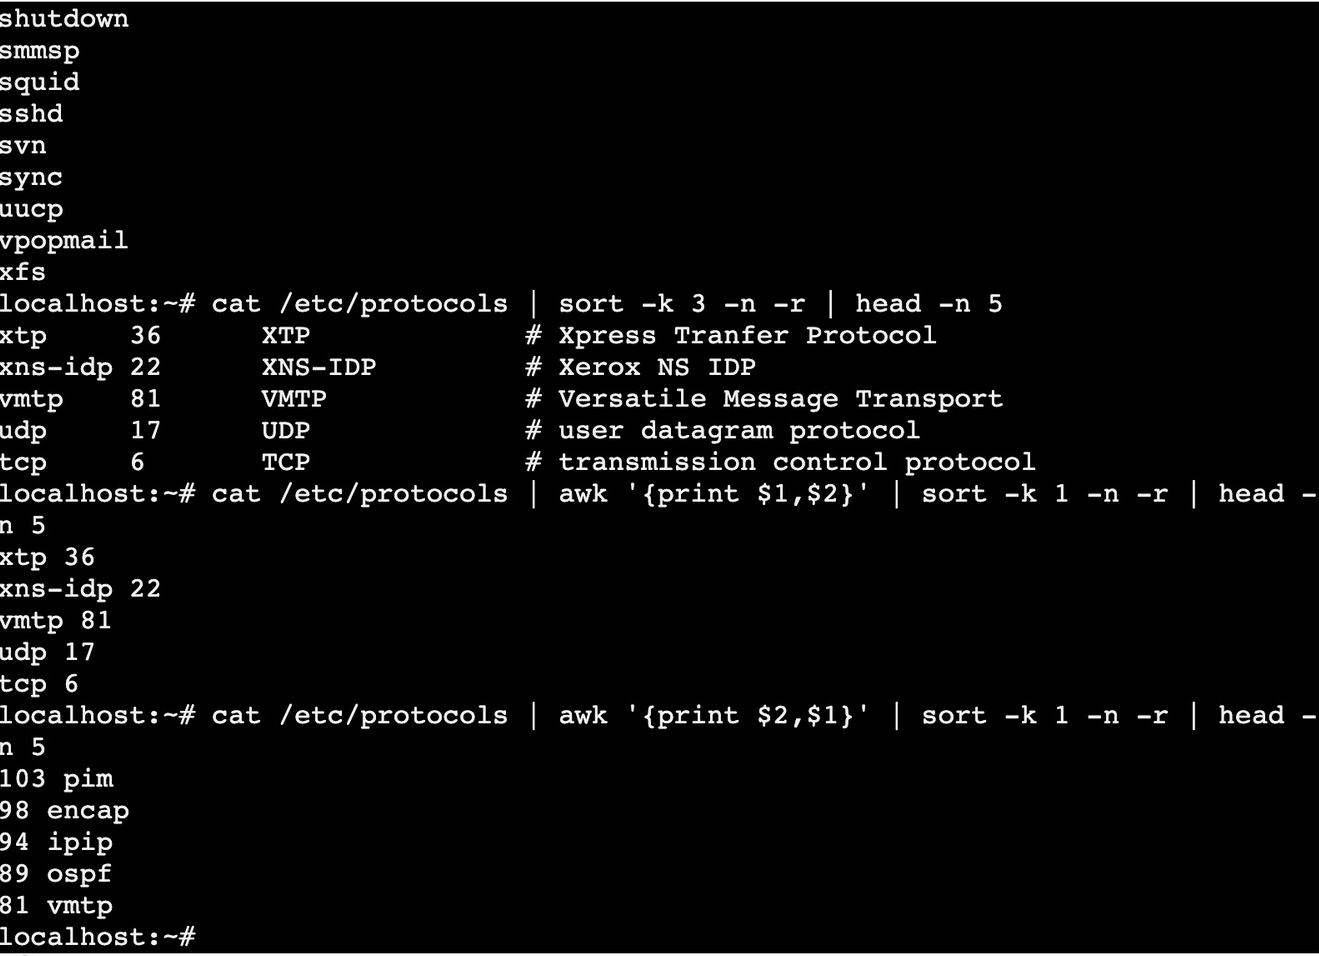 shutdown
smmsp
squid
sshd
svn
sync
uucp
vpopmail
xfs
localhost:~# cat /etc/protocols | sort -k 3 -n -r | head -n 5
xtp     36      XTP             # Xpress Tranfer Protocol
xns-idp 22      XNS-IDP         # Xerox NS IDP
vmtp    81      VMTP            # Versatile Message Transport
udp     17      UDP             # user datagram protocol
tcp     6       TCP             # transmission control protocol
localhost:~# cat /etc/protocols | awk '{print $1,$2}' | sort -k 1 -n -r | head -
n 5
xtp 36
xns-idp 22
vmtp 81
udp 17
tcp 6
localhost:~# cat /etc/protocols | awk '{print $2,$1}' | sort -k 1 -n -r | head -
n 5
103 pim
98 encap
94 ipip
89 ospf
81 vmtp
localhost:~#